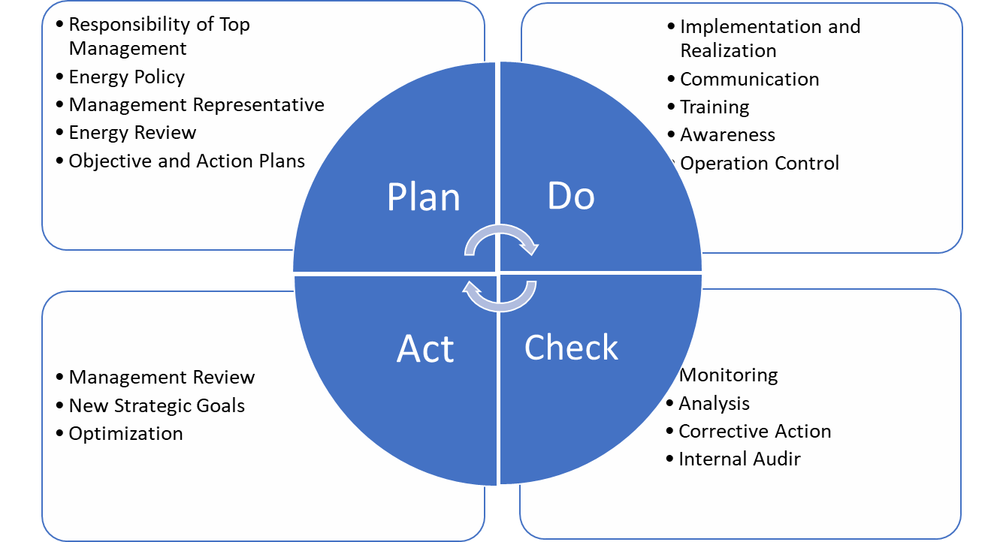 • Responsibility of Top
Management
• Energy Policy
• Management Representative
• Energy Review
• Objective and Action Plans
• Implementation and
Realization
• Communication
• Training
• Awareness
• Operation Control
Plan
Do
Act
Check
• Management Review
• New Strategic Goals
• Optimization
Monitoring
• Analysis
• Corrective Action
• Internal Audir